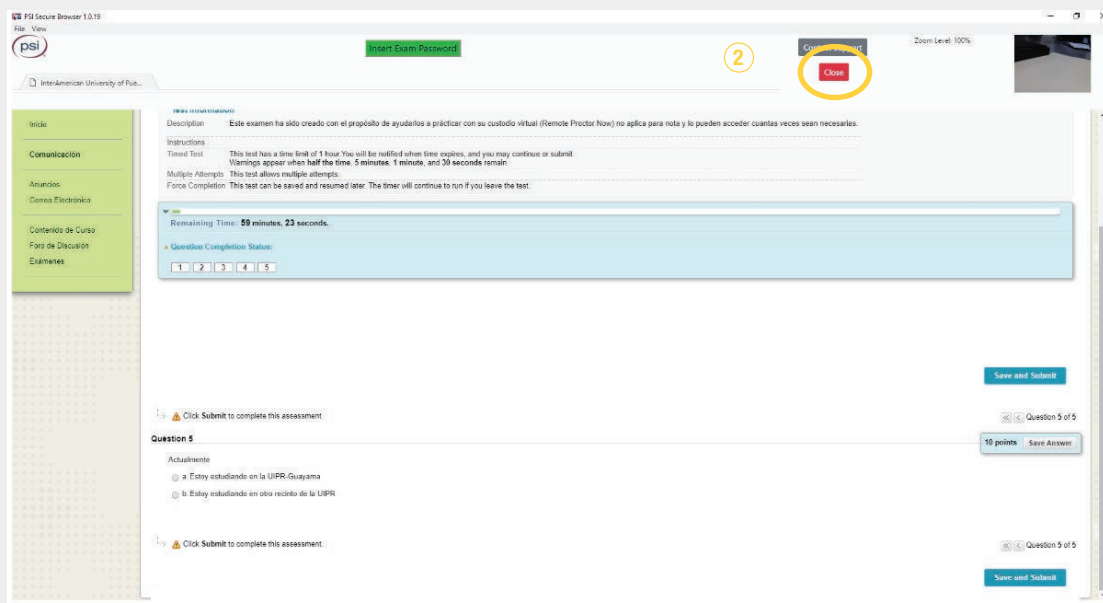 PSI Secure Browser 1.0.19
File View
psi
Insert Exam Password
2
Contact Support
Zoom Level: 100%
Close
InterAmerican University of Pue...
Inicio
Comunicación
Anuncios
Correo Electrónico
Contenido de Curso
Foro de Discusión
Exámenes
Test Information
Description Este examen ha sido creado con el propósito de ayudarlos a prácticar con su custodio virtual (Remote Proctor Now) no aplica para nota y lo pueden acceder cuantas veces sean necesarias.
Instructions
Timed Test This test has a time limit of 1 hour.You will be notified when time expires, and you may continue or submit.
Warnings appear when half the time, 5 minutes, 1 minute, and 30 seconds remain.
Multiple Attempts This test allows multiple attempts.
Force Completion This test can be saved and resumed later. The timer will continue to run if you leave the test.
Remaining Time: 59 minutes, 23 seconds.
Question Completion Status:
1 2 3 4 5
Save and Submit
Click Submit to complete this assessment.
Question 5 of 5
Question 5
10 points Save Answer
Actualmente
a. Estoy estudiando en la UIPR-Guayama
b. Estoy estudiando en otro recinto de la UIPR
Click Submit to complete this assessment.
Question 5 of 5
Save and Submit